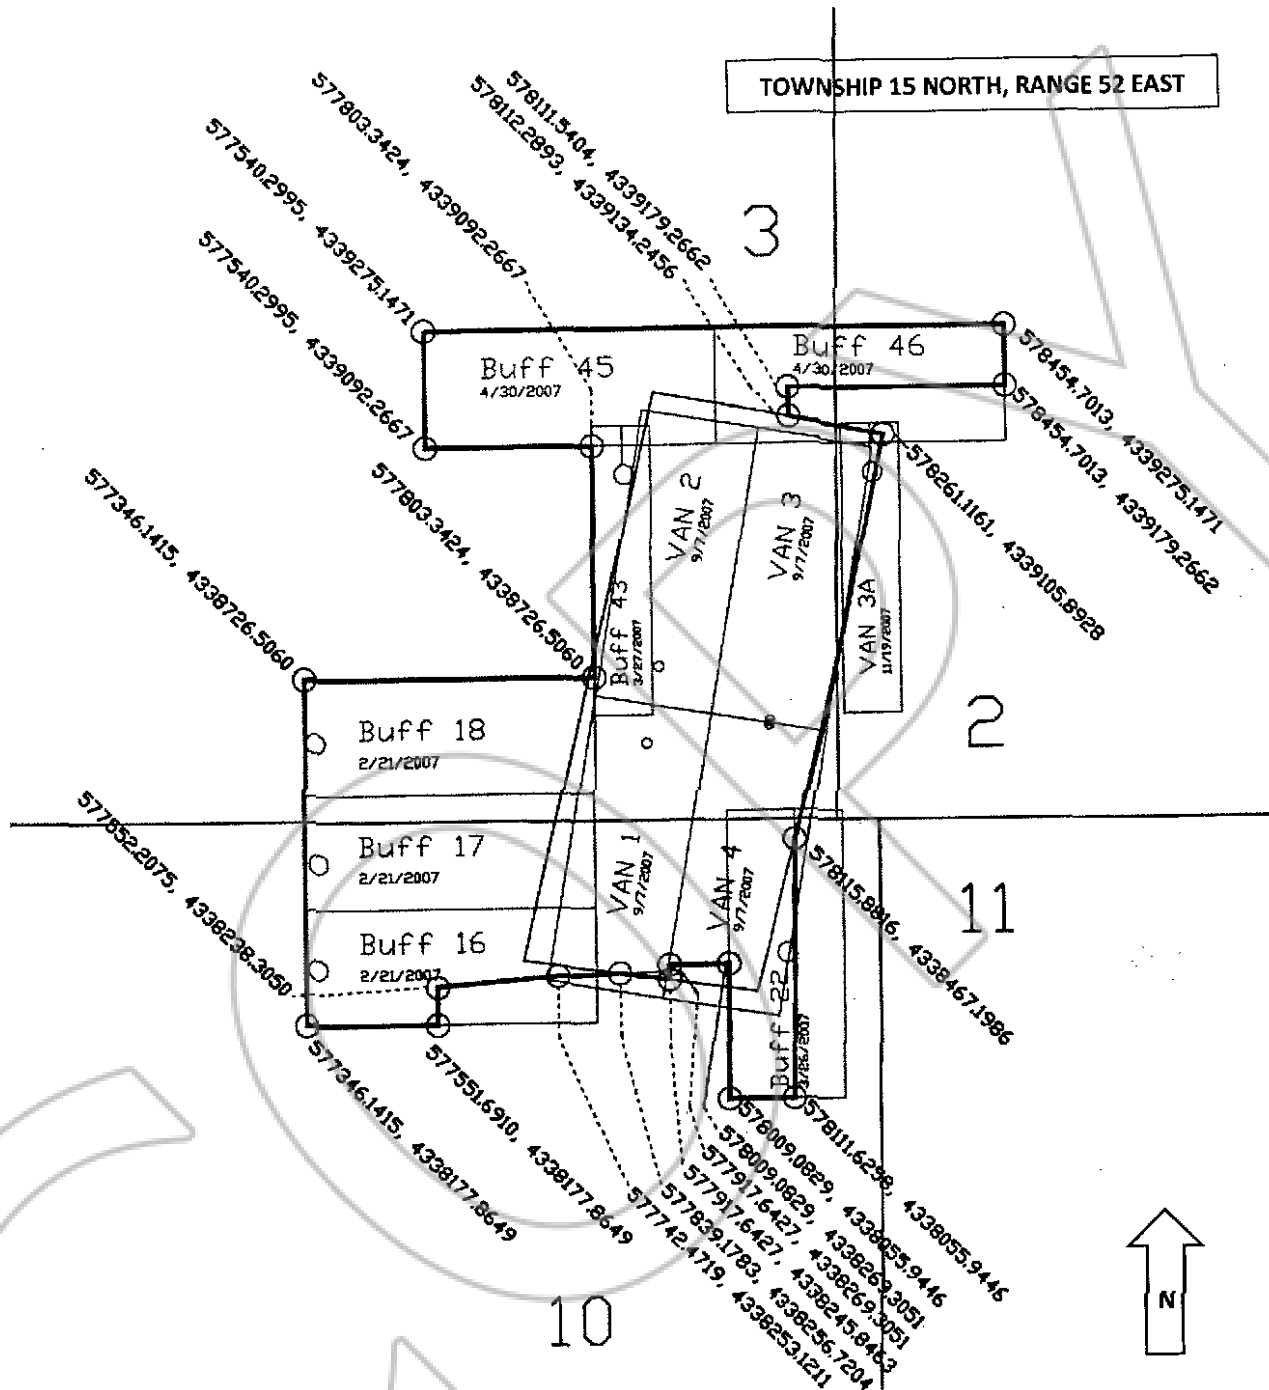 TOWNSHIP 15 NORTH, RANGE 52 EAST
578111.5404, 4339179.2662
578112.2893, 4339134.2456
577803.3424, 4339092.2667
577540.2995, 4339275.1471
577540.2995, 4339092.2667
3
Buff 45
4/30/2007
Buff 46
4/30/2007
578454.7013, 4339275.1471
578454.7013, 4339179.2662
578261.1161, 4339105.8928
577803.3424, 4338726.5060
577346.1415, 4338726.5060
VAN 2
9/7/2007
VAN 3
9/7/2007
Buff 43
3/27/2007
VAN 3A
11/19/2007
2
Buff 18
2/21/2007
Buff 17
2/21/2007
Buff 16
2/21/2007
577552.2075, 4338238.3050
VAN 1
9/7/2007
VAN 4
9/7/2007
11
578115.8816, 4338467.1986
Buff 22
577346.1415, 4338177.8649
577551.6910, 4338177.8649
578111.6298, 4338055.9446
578009.0829, 4338055.9446
578009.0829, 4338269.3051
577917.6427, 4338269.3051
577917.6427, 4338245.8463
577839.1783, 4338256.7204
577742.4719, 4338253.1211
10
N